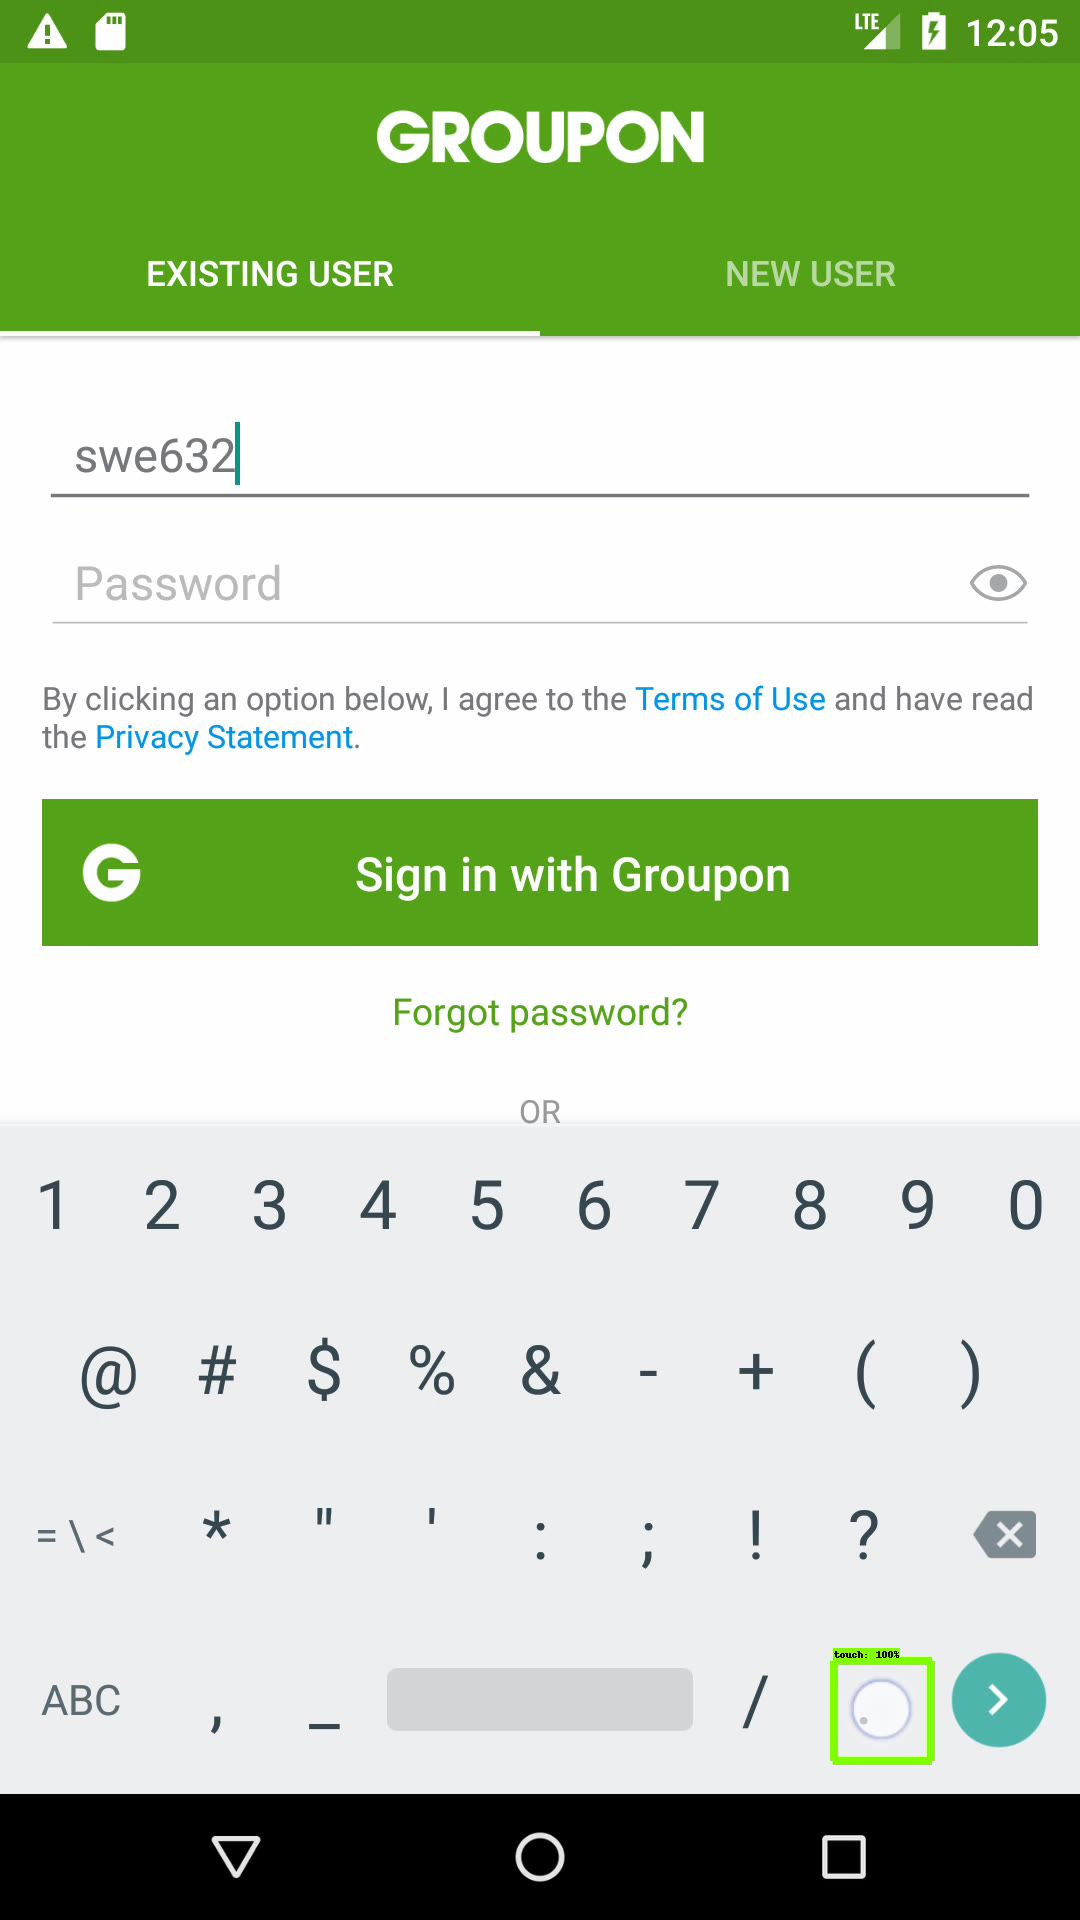 LTE 12:05
GROUPON
EXISTING USER NEW USER
swe632
Password
By clicking an option below, I agree to the Terms of Use and have read
the Privacy Statement.
G Sign in with Groupon
Forgot password?
OR
1 2 3 4 5 6 7 8 9 0
@ # $ % & - + ( )
= \ < * " ' : ; ! ?
touch: 100%
ABC , _ / .